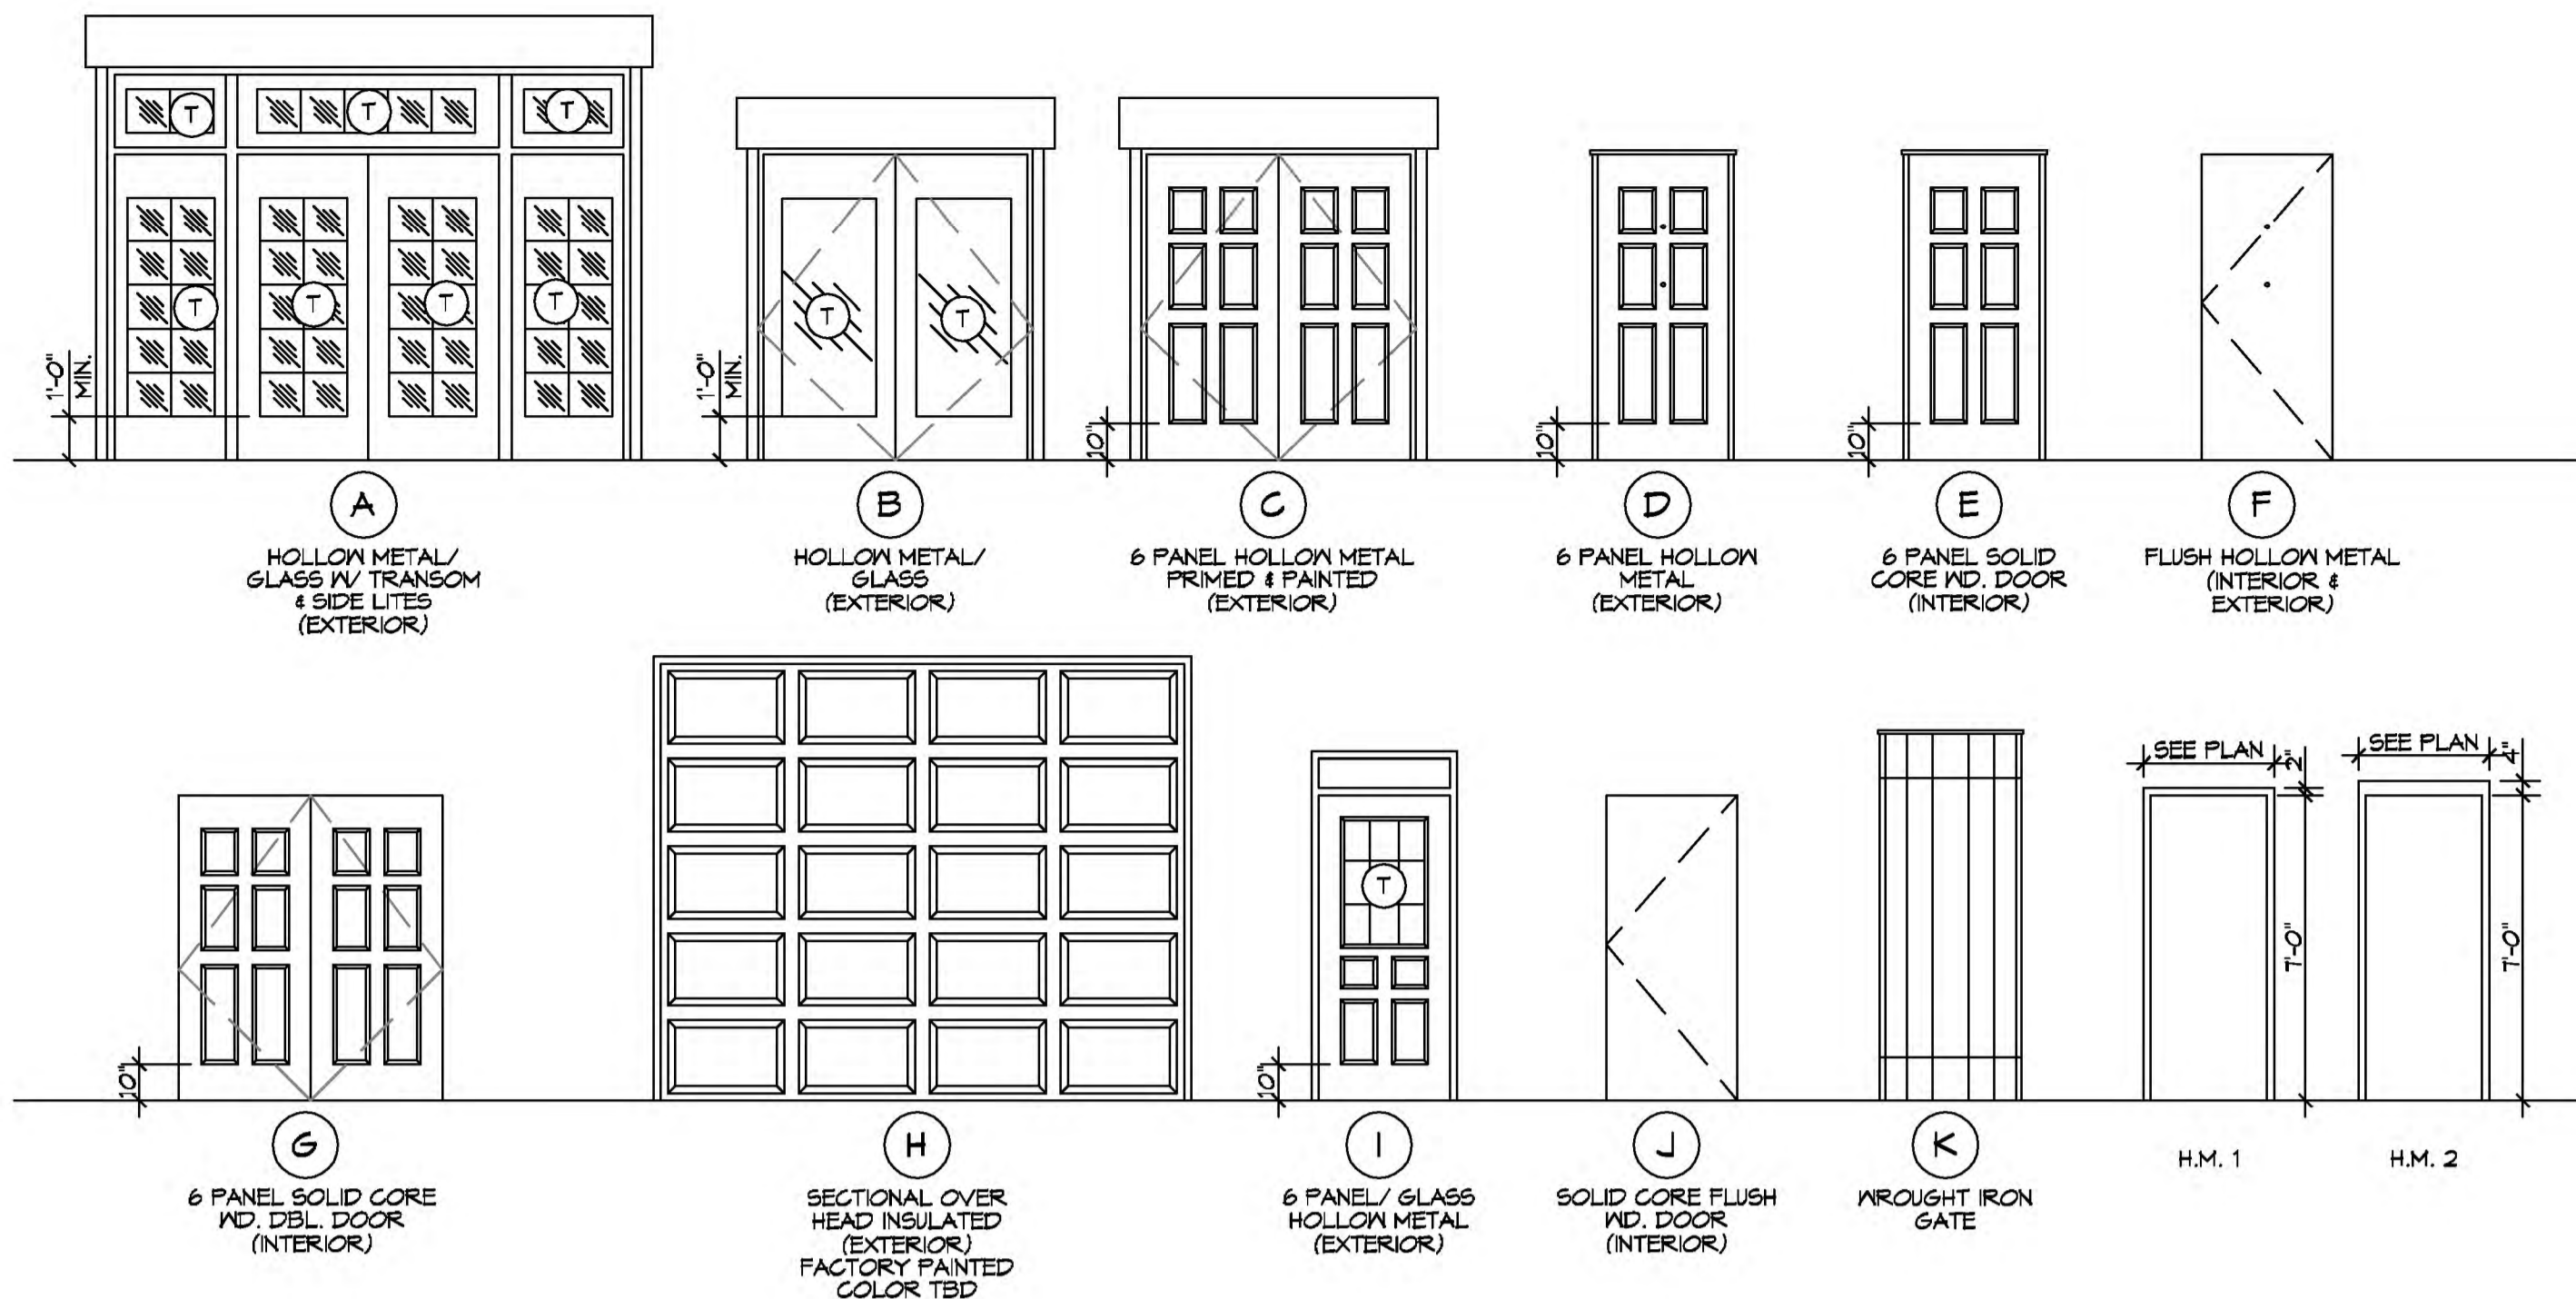 T T T
T T T T
1'-0"
MIN.
A
HOLLOW METAL/
GLASS W/ TRANSOM
& SIDE LITES
(EXTERIOR)
T T
1'-0"
MIN.
B
HOLLOW METAL/
GLASS
(EXTERIOR)
10"
C
6 PANEL HOLLOW METAL
PRIMED & PAINTED
(EXTERIOR)
10"
D
6 PANEL HOLLOW
METAL
(EXTERIOR)
10"
E
6 PANEL SOLID
CORE WD. DOOR
(INTERIOR)
F
FLUSH HOLLOW METAL
(INTERIOR &
EXTERIOR)
10"
G
6 PANEL SOLID CORE
WD. DBL. DOOR
(INTERIOR)
H
SECTIONAL OVER
HEAD INSULATED
(EXTERIOR)
FACTORY PAINTED
COLOR TBD
T
10"
I
6 PANEL/ GLASS
HOLLOW METAL
(EXTERIOR)
J
SOLID CORE FLUSH
WD. DOOR
(INTERIOR)
K
WROUGHT IRON
GATE
SEE PLAN
2"
7'-0"
H.M. 1
SEE PLAN
4"
7'-0"
H.M. 2